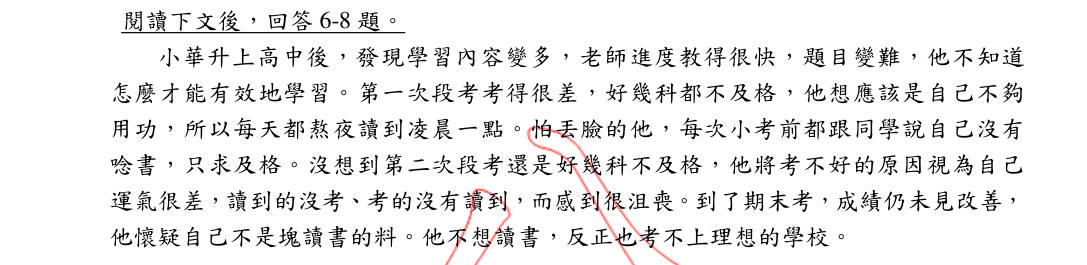 閱讀下文後，回答 6-8 題。
小華升上高中後，發現學習內容變多，老師進度教得很快，題目變難，他不知道
怎麼才能有效地學習。第一次段考考得很差，好幾科都不及格，他想應該是自己不夠
用功，所以每天都熬夜讀到凌晨一點。怕丟臉的他，每次小考前都跟同學說自己沒有
唸書，只求及格。沒想到第二次段考還是好幾科不及格，他將考不好的原因視為自己
運氣很差，讀到的沒考、考的沒有讀到，而感到很沮喪。到了期末考，成績仍未見改善，
他懷疑自己不是塊讀書的料。他不想讀書，反正也考不上理想的學校。